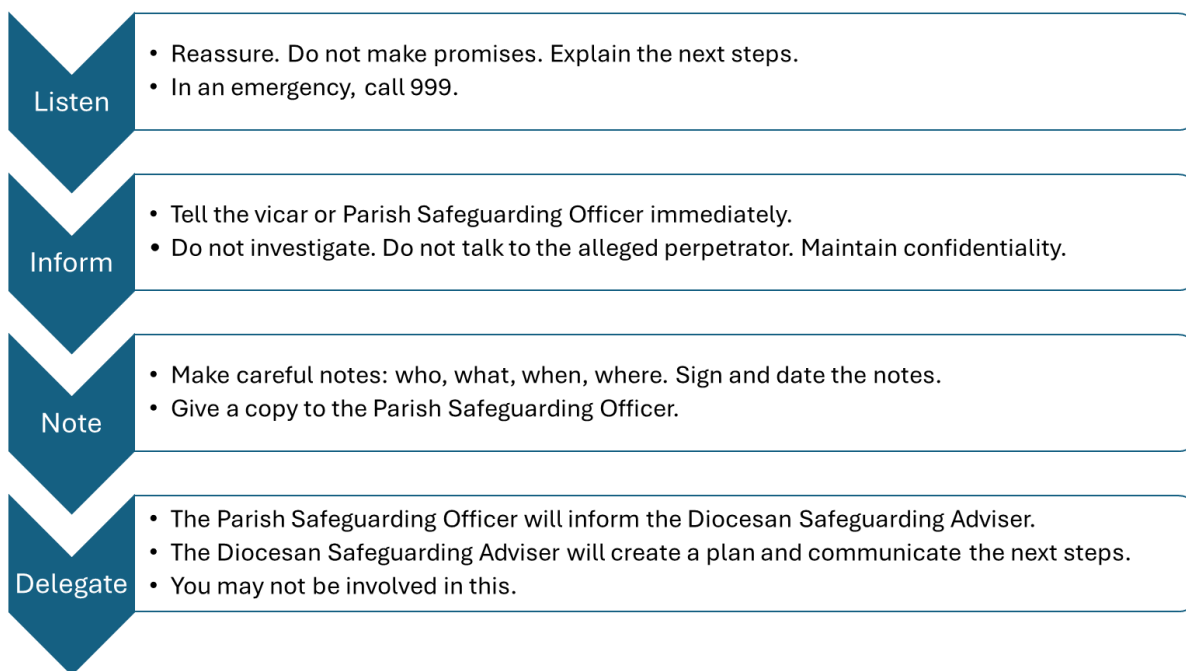 Listen
• Reassure. Do not make promises. Explain the next steps.
• In an emergency, call 999.
Inform
• Tell the vicar or Parish Safeguarding Officer immediately.
• Do not investigate. Do not talk to the alleged perpetrator. Maintain confidentiality.
Note
• Make careful notes: who, what, when, where. Sign and date the notes.
• Give a copy to the Parish Safeguarding Officer.
Delegate
• The Parish Safeguarding Officer will inform the Diocesan Safeguarding Adviser.
• The Diocesan Safeguarding Adviser will create a plan and communicate the next steps.
• You may not be involved in this.